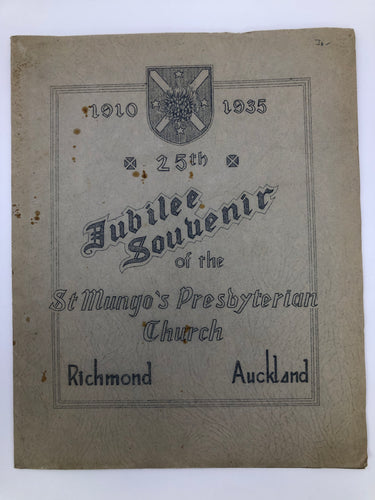 1910 1935
25th
Jubilee
Souvenir
of the
St Mungo's Presbyterian
Church
Richmond Auckland